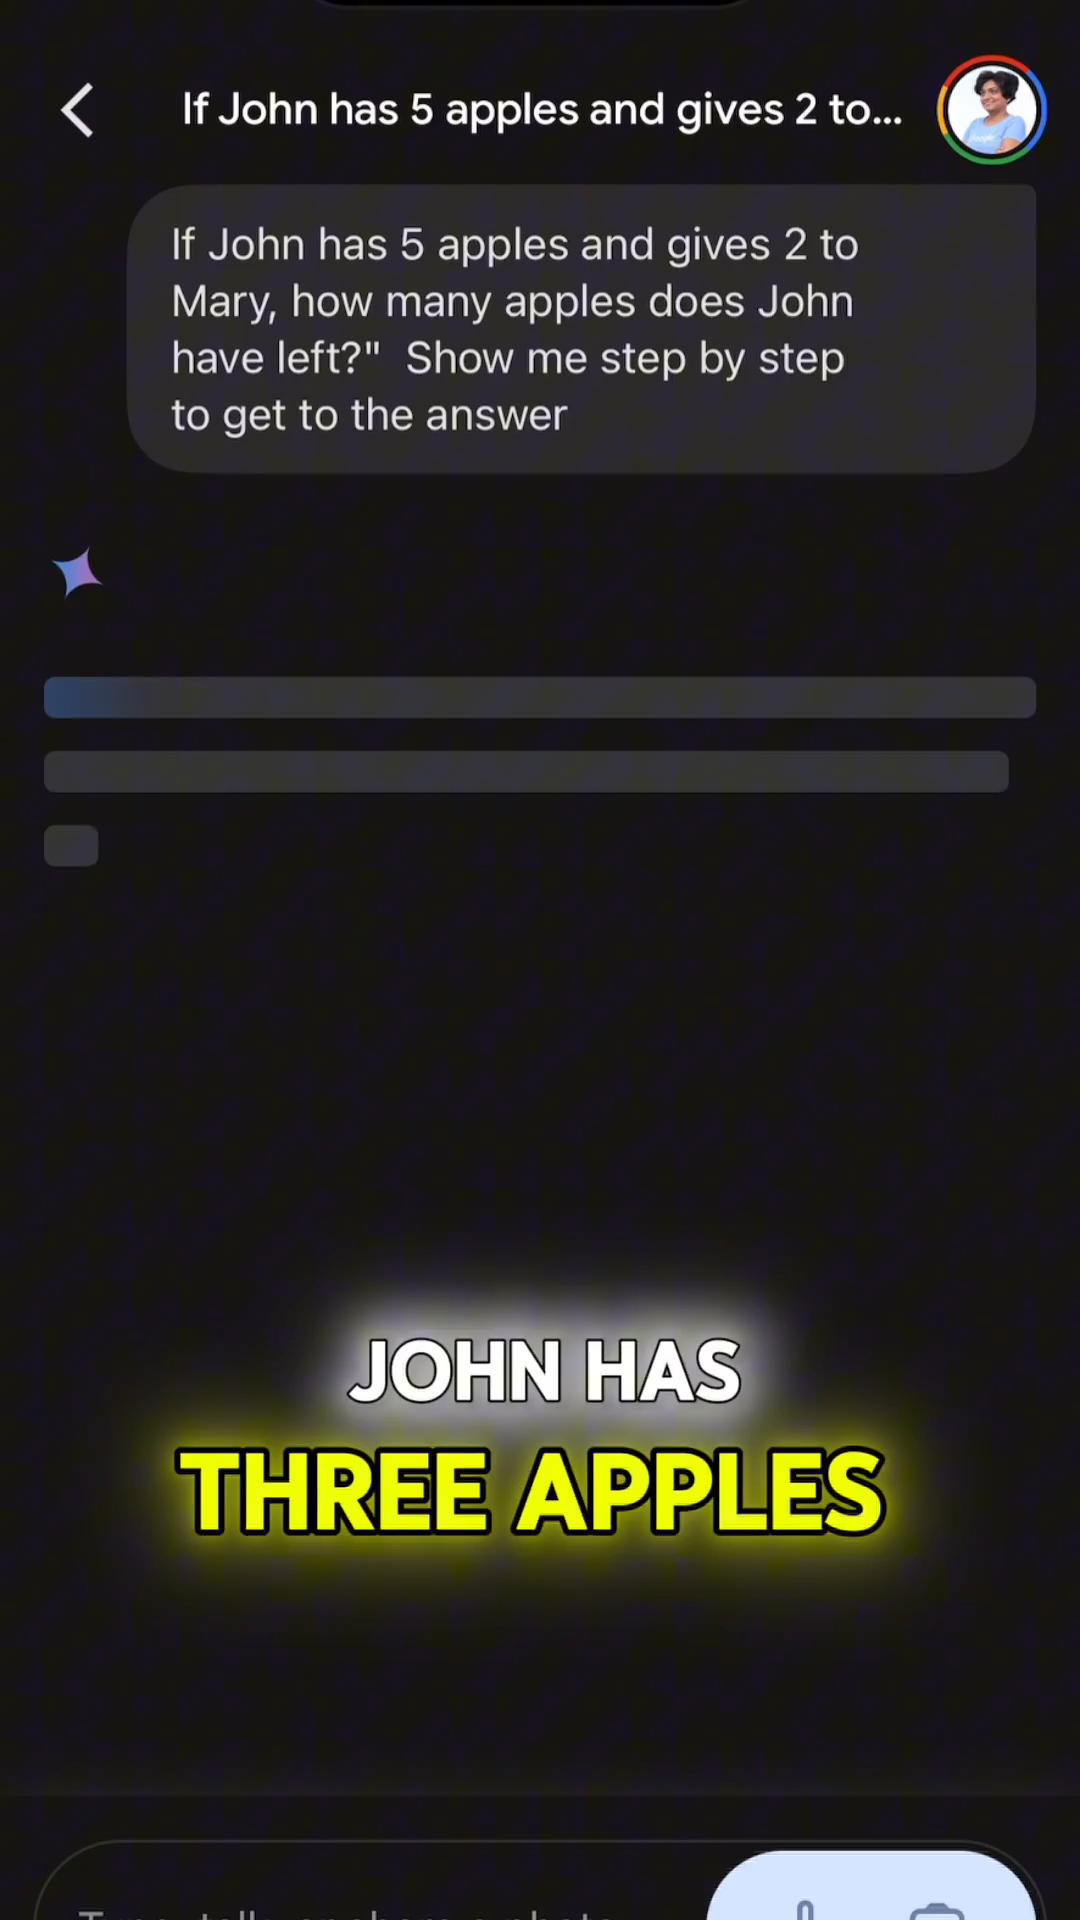 If John has 5 apples and gives 2 to...
If John has 5 apples and gives 2 to
Mary, how many apples does John
have left?"  Show me step by step
to get to the answer
JOHN HAS
THREE APPLES